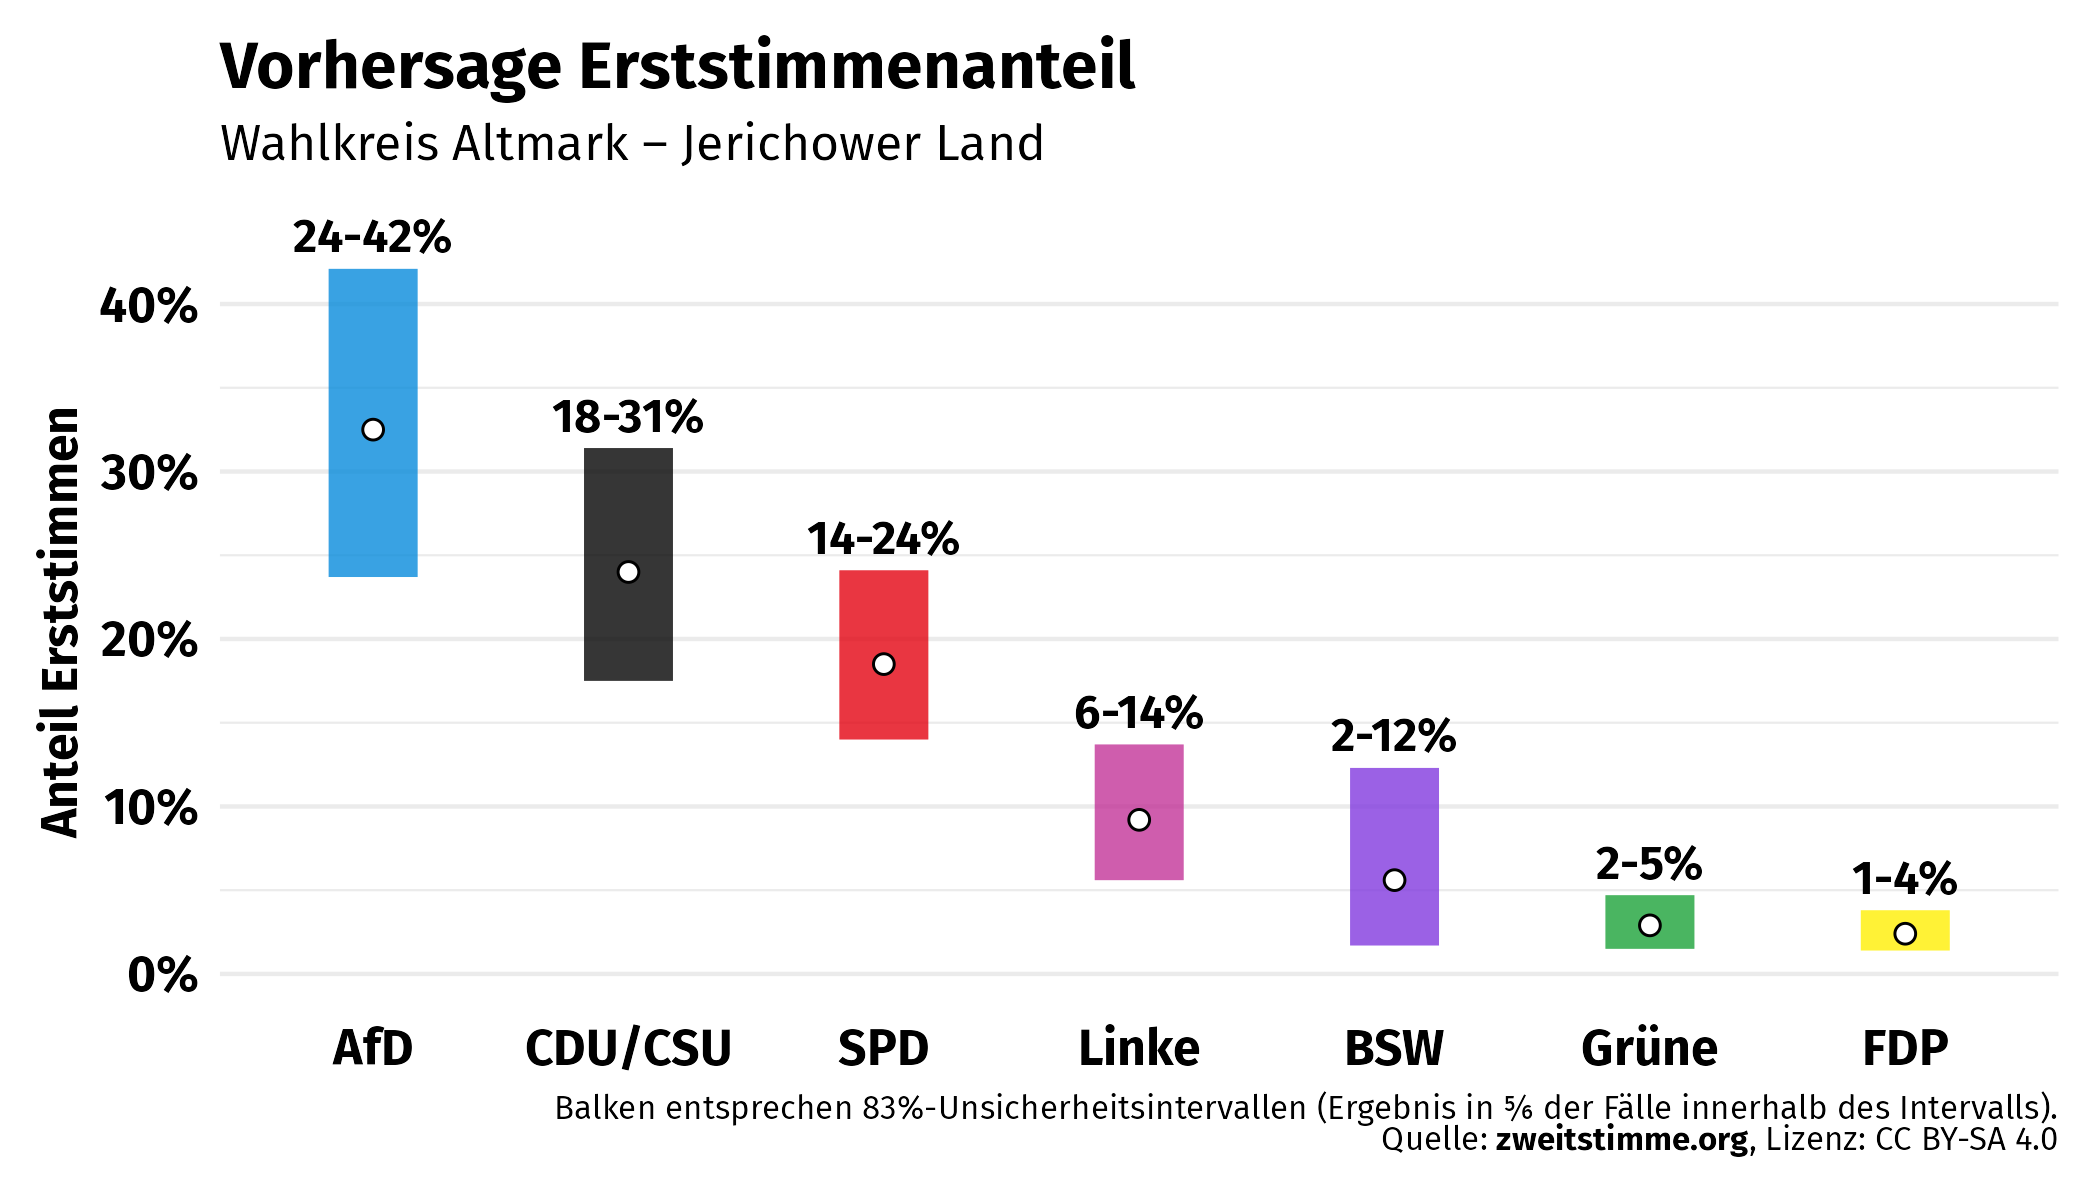 Vorhersage Erststimmenanteil
Wahlkreis Altmark – Jerichower Land
Anteil Erststimmen
40%
30%
20%
10%
0%
24-42%
18-31%
14-24%
6-14%
2-12%
2-5%
1-4%
AfD CDU/CSU SPD Linke BSW Grüne FDP
Balken entsprechen 83%-Unsicherheitsintervallen (Ergebnis in ⅚ der Fälle innerhalb des Intervalls).
Quelle: zweitstimme.org, Lizenz: CC BY-SA 4.0